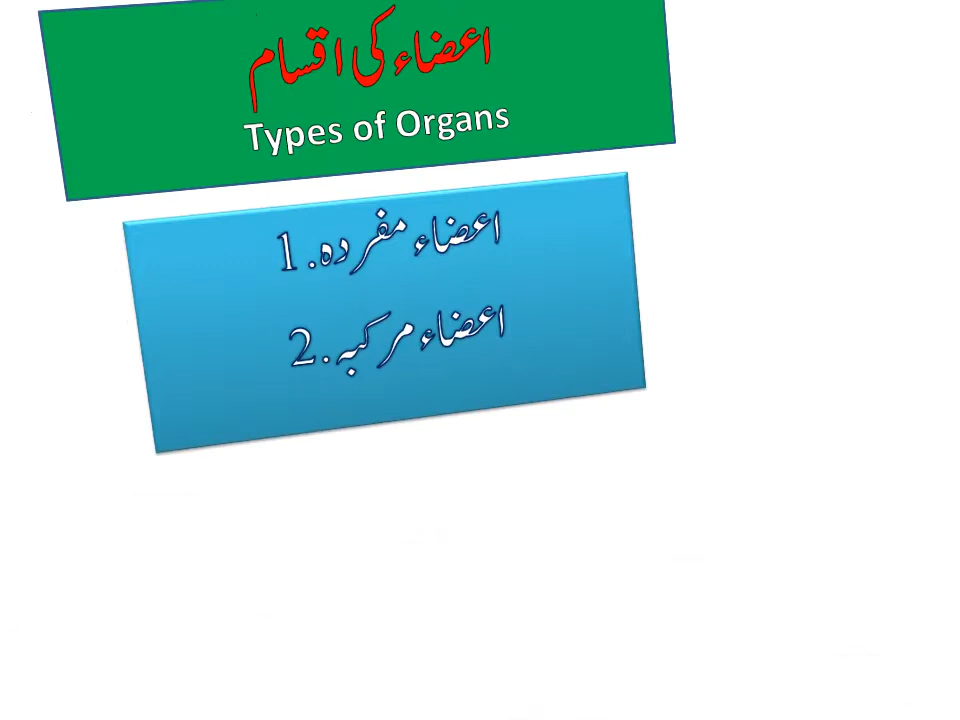 اعضاء کی اقسام
Types of Organs
1. اعضاء مفردہ
2. اعضاء مرکبہ